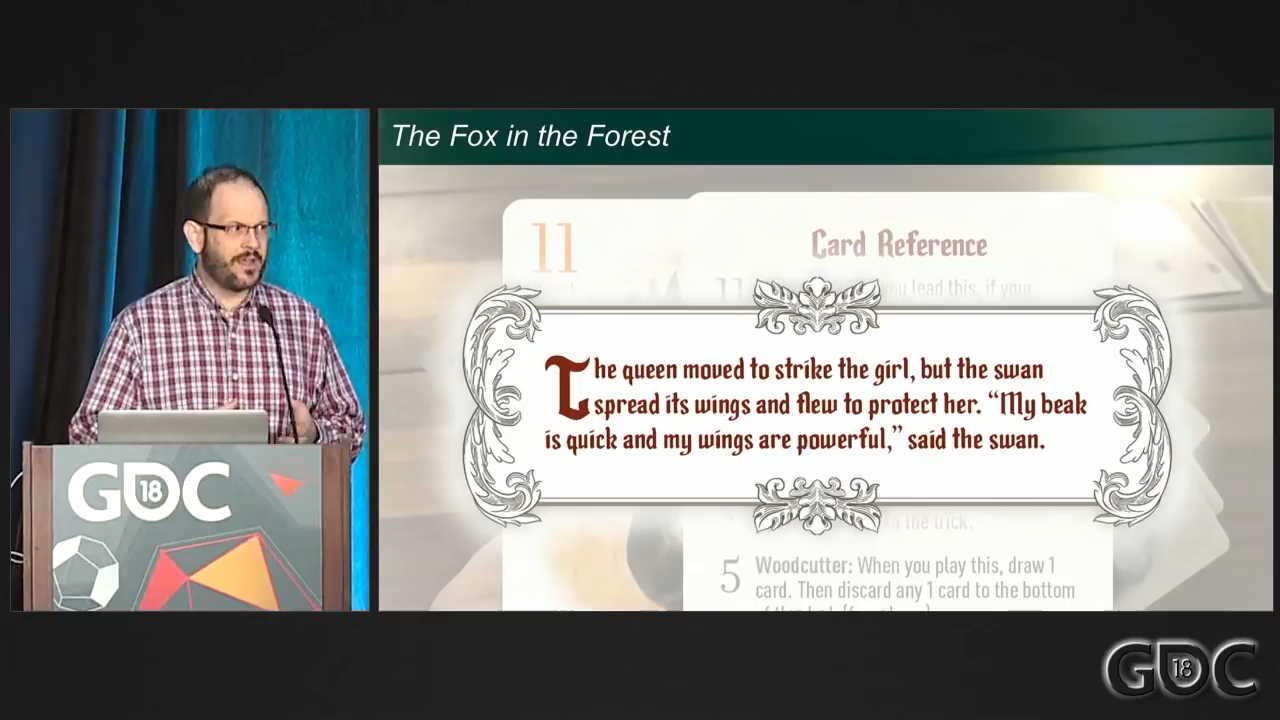 The Fox in the Forest
11
Card Reference
11
you lead this, if your
The queen moved to strike the girl, but the swan
spread its wings and flew to protect her. “My beak
is quick and my wings are powerful,” said the swan.
the trick.
5 Woodcutter: When you play this, draw 1
card. Then discard any 1 card to the bottom
GDC 18
GDC 18